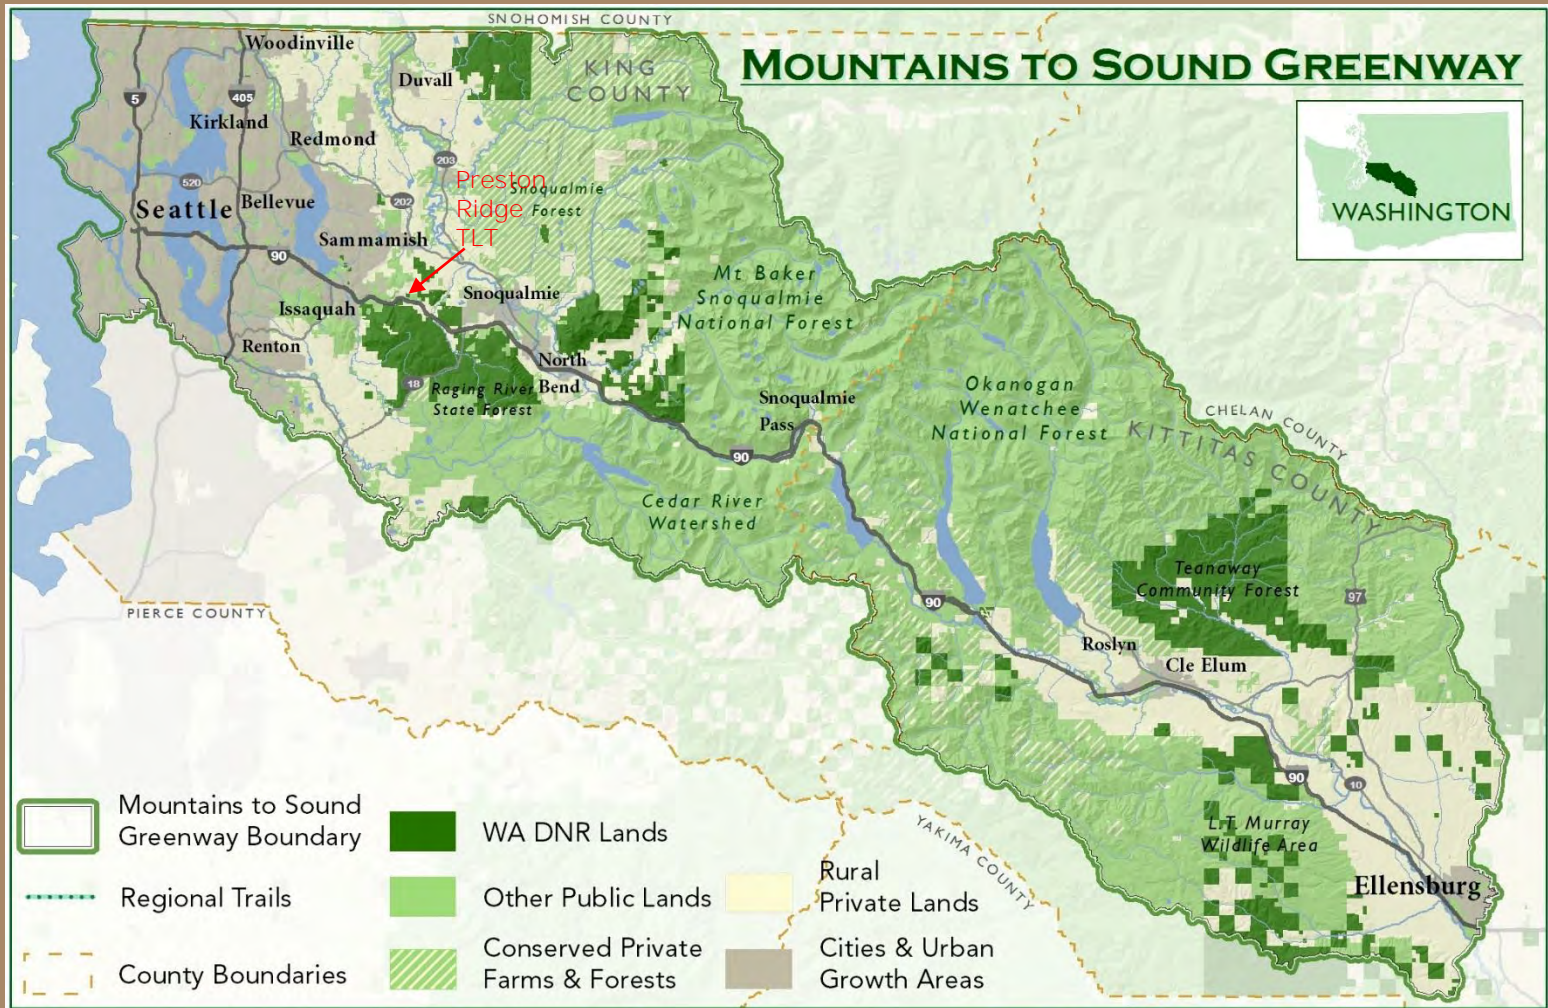 SNOHOMISH COUNTY
MOUNTAINS TO SOUND GREENWAY
Woodinville
KING
COUNTY
Duvall
5
405
Kirkland
Redmond
203
WASHINGTON
520
Preston
Ridge
TLT
Snoqualmie
Forest
202
Seattle
Bellevue
Sammamish
90
Mt Baker
Snoqualmie
National Forest
Issaquah
Snoqualmie
Renton
North
Bend
18
Raging River
State Forest
Snoqualmie
Pass
Okanogan
Wenatchee
National Forest
CHELAN COUNTY
KITTITAS COUNTY
90
Cedar River
Watershed
Teanaway
Community Forest
97
90
PIERCE COUNTY
Roslyn
Cle Elum
90
10
L.T. Murray
Wildlife Area
YAKIMA COUNTY
Ellensburg
Mountains to Sound
Greenway Boundary
Regional Trails
County Boundaries
WA DNR Lands
Other Public Lands
Conserved Private
Farms & Forests
Rural
Private Lands
Cities & Urban
Growth Areas